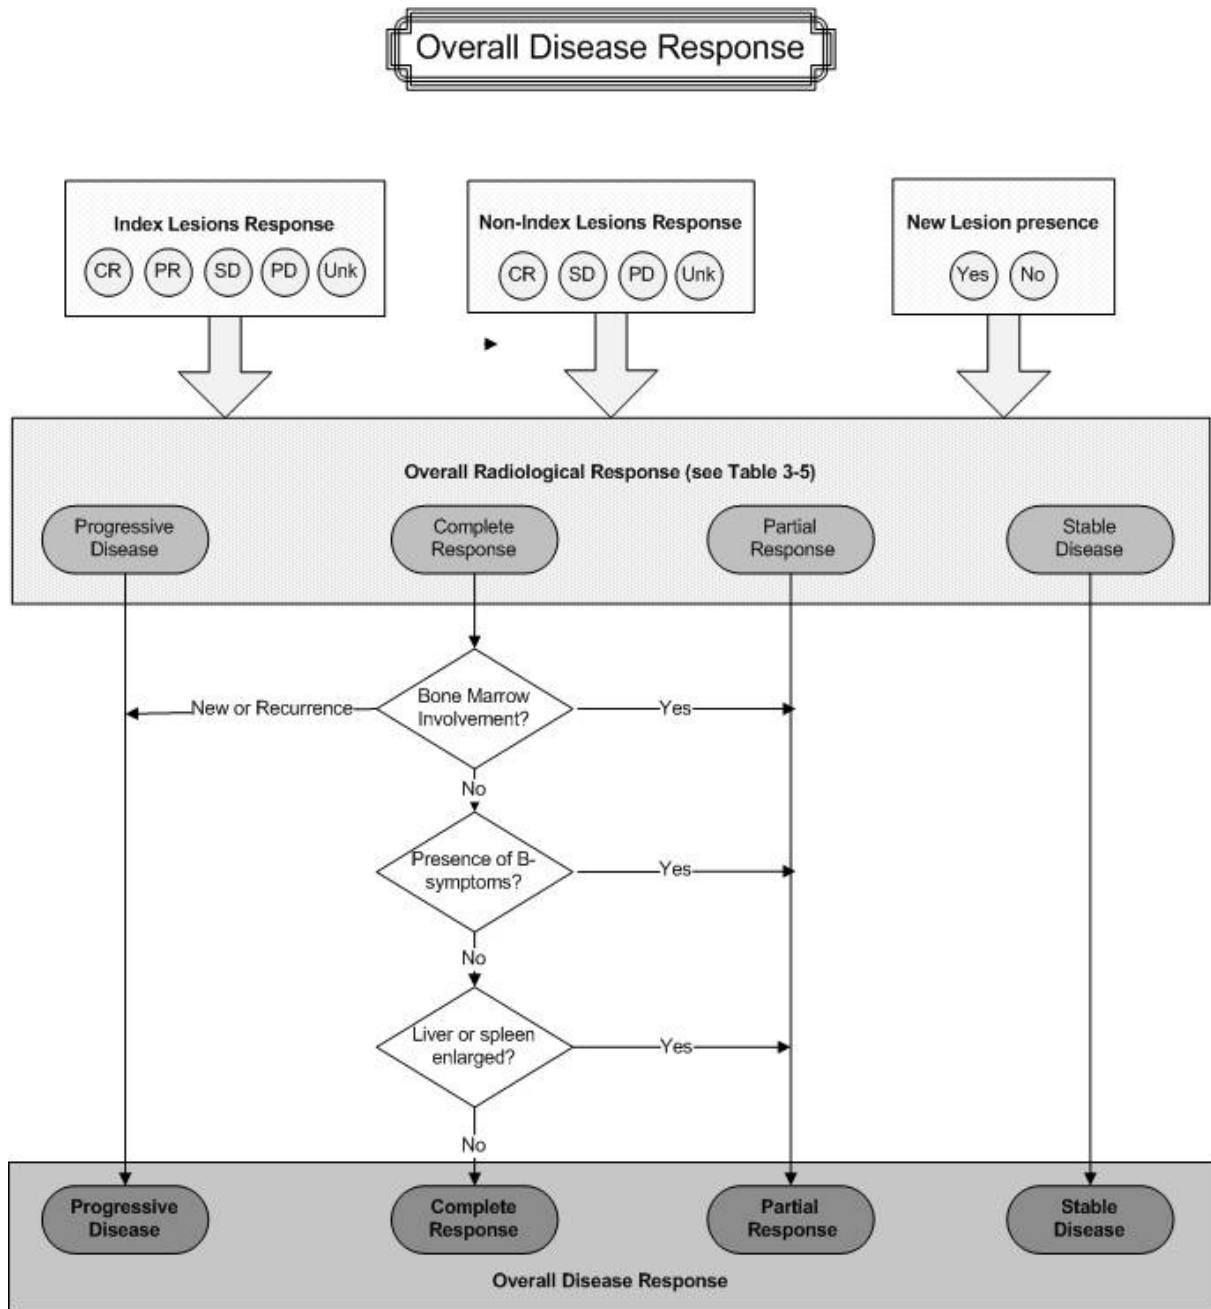 Overall Disease Response
Index Lesions Response
CR PR SD PD Unk
Non-Index Lesions Response
CR SD PD Unk
New Lesion presence
Yes No
Overall Radiological Response (see Table 3-5)
Progressive
Disease
Complete
Response
Partial
Response
Stable
Disease
Bone Marrow
Involvement?
New or Recurrence
Yes
No
Presence of B-
symptoms?
Yes
No
Liver or spleen
enlarged?
Yes
No
Progressive
Disease
Complete
Response
Partial
Response
Stable
Disease
Overall Disease Response